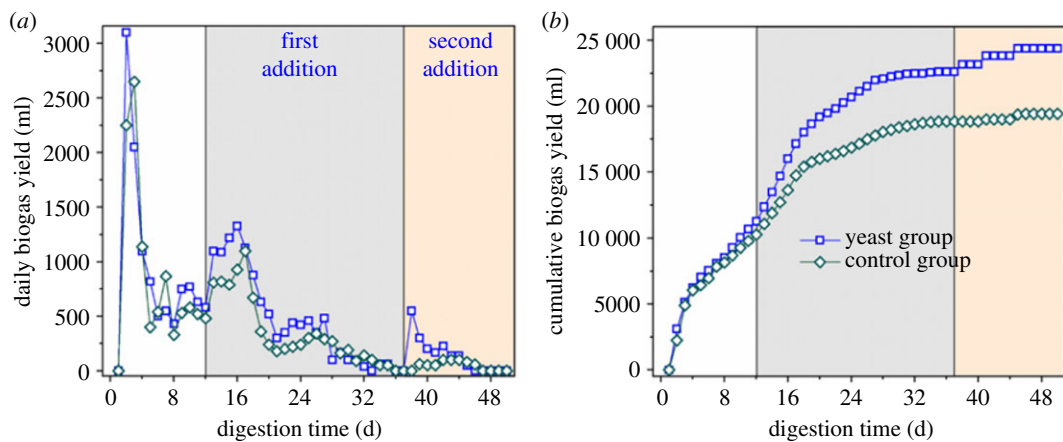 (a)
3000
2500
2000
1500
1000
500
0
daily biogas yield (ml)
first
addition
second
addition
0 8 16 24 32 40 48
digestion time (d)
(b)
25 000
20 000
15 000
10 000
5000
0
cumulative biogas yield (ml)
yeast group
control group
0 8 16 24 32 40 48
digestion time (d)